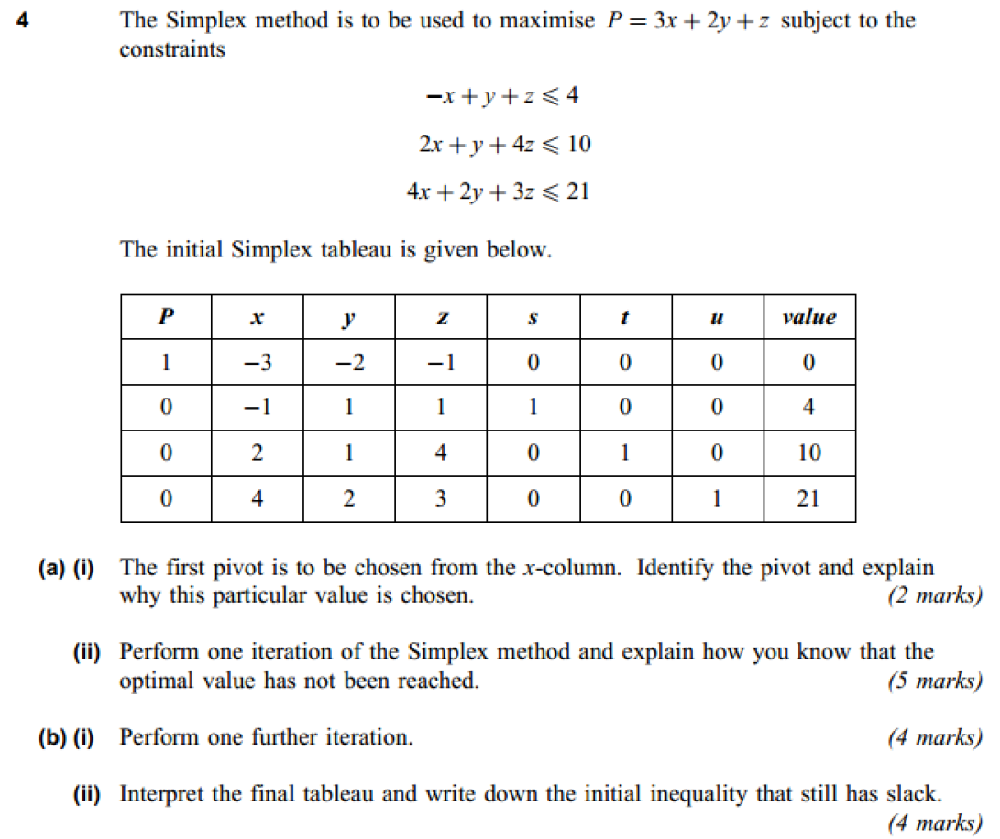 4 The Simplex method is to be used to maximise P = 3x + 2y + z subject to the
constraints
−x + y + z ⩽ 4
2x + y + 4z ⩽ 10
4x + 2y + 3z ⩽ 21
The initial Simplex tableau is given below.
P x y z s t u value
1 −3 −2 −1 0 0 0 0
0 −1 1 1 1 0 0 4
0 2 1 4 0 1 0 10
0 4 2 3 0 0 1 21
(a) (i) The first pivot is to be chosen from the x-column. Identify the pivot and explain
why this particular value is chosen. (2 marks)
(ii) Perform one iteration of the Simplex method and explain how you know that the
optimal value has not been reached. (5 marks)
(b) (i) Perform one further iteration. (4 marks)
(ii) Interpret the final tableau and write down the initial inequality that still has slack.
(4 marks)